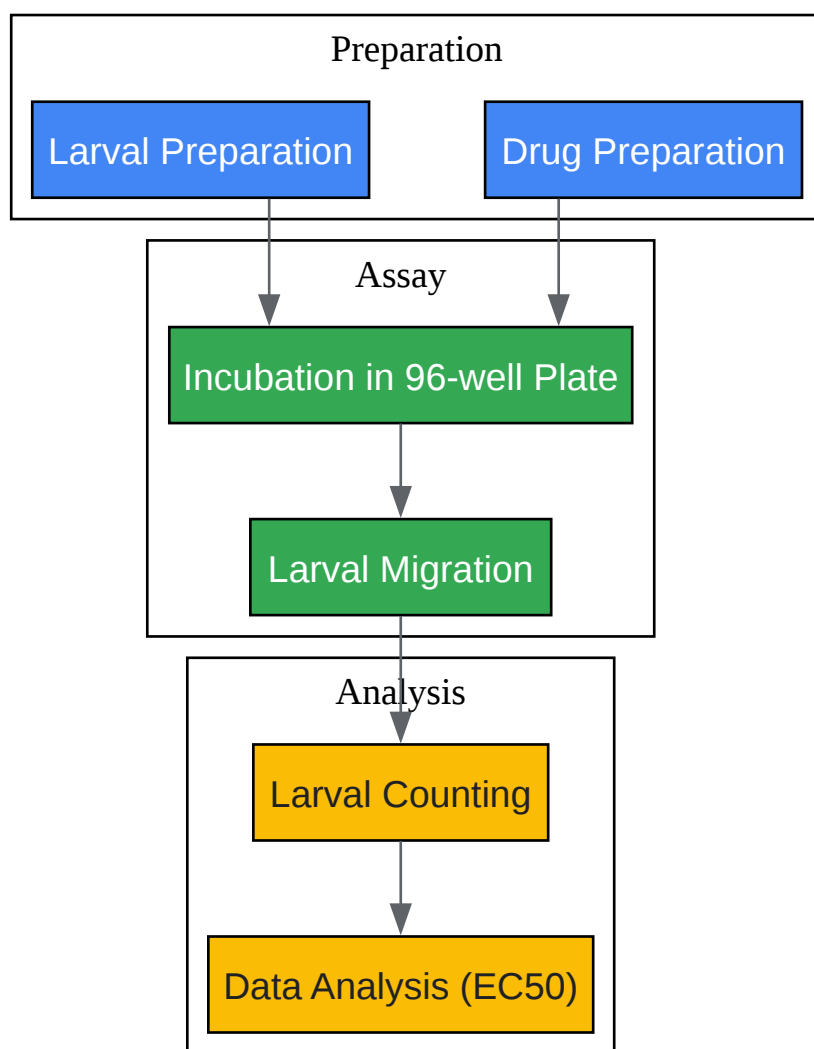 Preparation
Larval Preparation
Drug Preparation
Assay
Incubation in 96-well Plate
Larval Migration
Analysis
Larval Counting
Data Analysis (EC50)